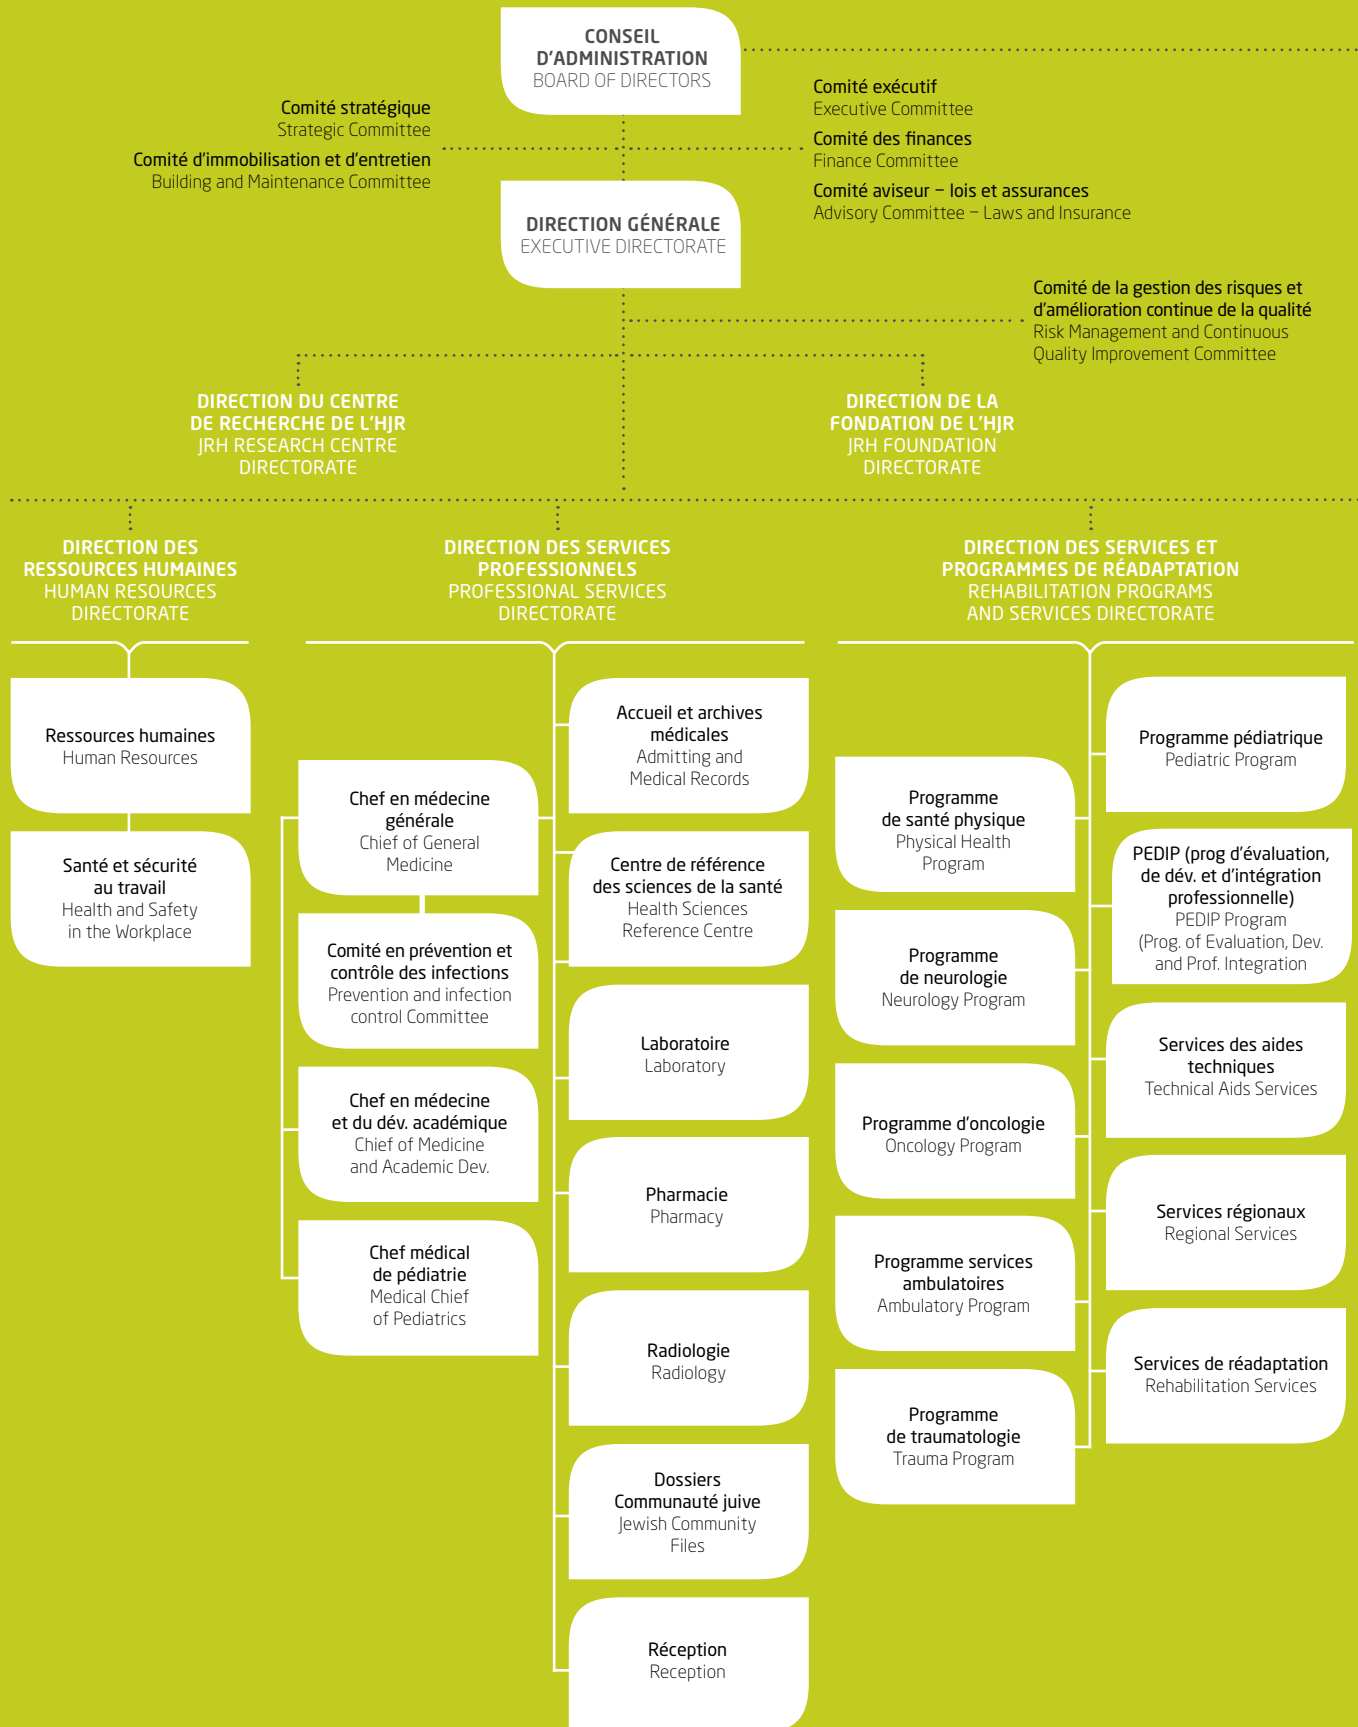 CONSEIL
D'ADMINISTRATION
BOARD OF DIRECTORS
Comité stratégique
Strategic Committee
Comité d'immobilisation et d'entretien
Building and Maintenance Committee
Comité exécutif
Executive Committee
Comité des finances
Finance Committee
Comité aviseur – lois et assurances
Advisory Committee – Laws and Insurance
DIRECTION GÉNÉRALE
EXECUTIVE DIRECTORATE
Comité de la gestion des risques et
d'amélioration continue de la qualité
Risk Management and Continuous
Quality Improvement Committee
DIRECTION DU CENTRE
DE RECHERCHE DE L'HJR
JRH RESEARCH CENTRE
DIRECTORATE
DIRECTION DE LA
FONDATION DE L'HJR
JRH FOUNDATION
DIRECTORATE
DIRECTION DES
RESSOURCES HUMAINES
HUMAN RESOURCES
DIRECTORATE
Ressources humaines
Human Resources
Santé et sécurité
au travail
Health and Safety
in the Workplace
DIRECTION DES SERVICES
PROFESSIONNELS
PROFESSIONAL SERVICES
DIRECTORATE
Chef en médecine
générale
Chief of General
Medicine
Comité en prévention et
contrôle des infections
Prevention and infection
control Committee
Chef en médecine
et du dév. académique
Chief of Medicine
and Academic Dev.
Chef médical
de pédiatrie
Medical Chief
of Pediatrics
Accueil et archives
médicales
Admitting and
Medical Records
Centre de référence
des sciences de la santé
Health Sciences
Reference Centre
Laboratoire
Laboratory
Pharmacie
Pharmacy
Radiologie
Radiology
Dossiers
Communauté juive
Jewish Community
Files
Réception
Reception
DIRECTION DES SERVICES ET
PROGRAMMES DE RÉADAPTATION
REHABILITATION PROGRAMS
AND SERVICES DIRECTORATE
Programme
de santé physique
Physical Health
Program
Programme
de neurologie
Neurology Program
Programme d'oncologie
Oncology Program
Programme services
ambulatoires
Ambulatory Program
Programme
de traumatologie
Trauma Program
Programme pédiatrique
Pediatric Program
PEDIP (prog d'évaluation,
de dév. et d'intégration
professionnelle)
PEDIP Program
(Prog. of Evaluation, Dev.
and Prof. Integration
Services des aides
techniques
Technical Aids Services
Services régionaux
Regional Services
Services de réadaptation
Rehabilitation Services